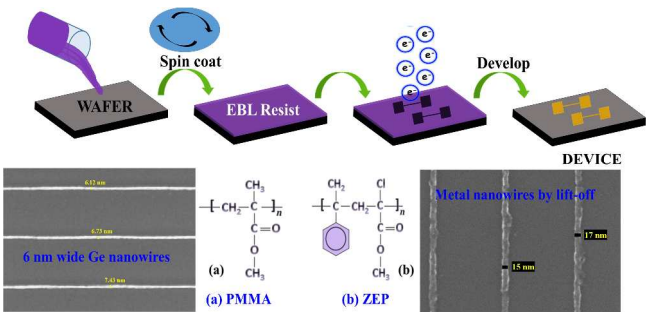 Spin coat
WAFER
EBL Resist
e⁻ e⁻
e⁻ e⁻
e⁻ e⁻
e⁻
Develop
DEVICE
6.12 nm
6.73 nm
6 nm wide Ge nanowires
7.43 nm
CH₃
[CH₂—C]n
C=O
O
CH₃
(a)
(a) PMMA
CH₂ Cl
[C—CH₂—C]n
C=O
O
CH₃
(b)
(b) ZEP
Metal nanowires by lift-off
17 nm
15 nm